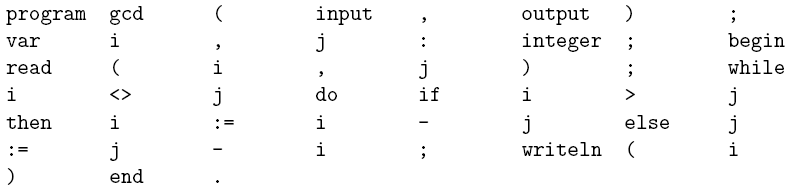 program gcd ( input , output ) ;
var i , j : integer ; begin
read ( i , j ) ; while
i <> j do if i > j
then i := i - j else j
:= j - i ; writeln ( i
) end .